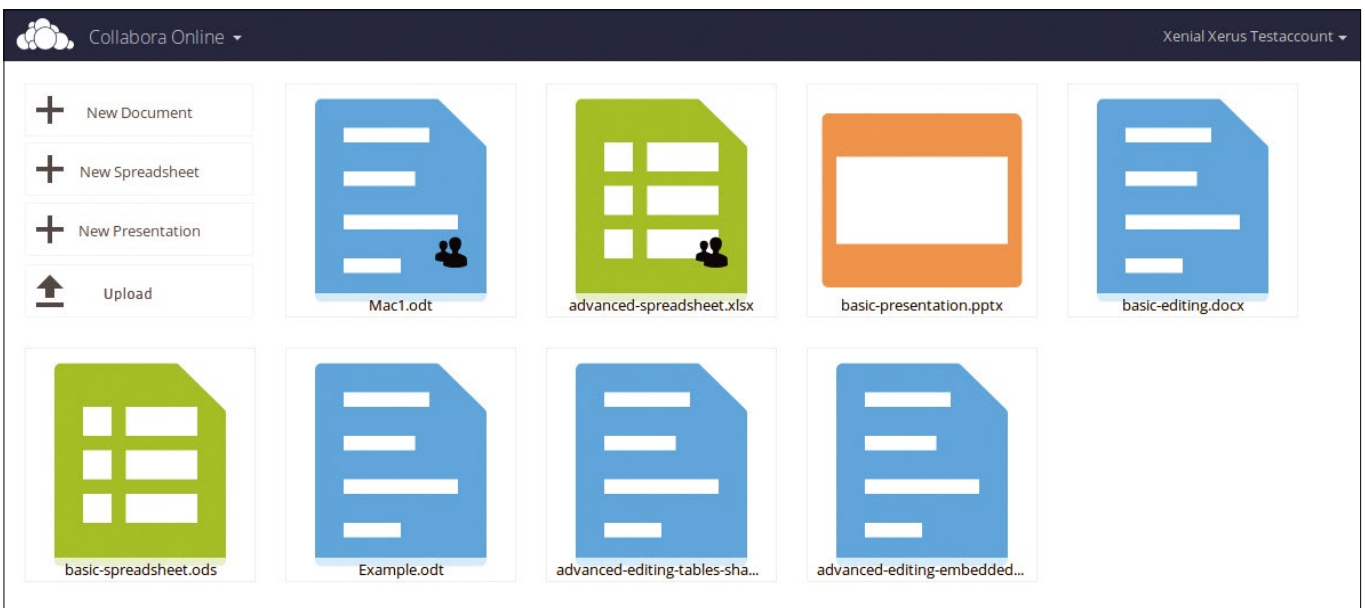 Collabora Online
Xenial Xerus Testaccount
New Document
New Spreadsheet
New Presentation
Upload
Mac1.odt
advanced-spreadsheet.xlsx
basic-presentation.pptx
basic-editing.docx
basic-spreadsheet.ods
Example.odt
advanced-editing-tables-sha...
advanced-editing-embedded...